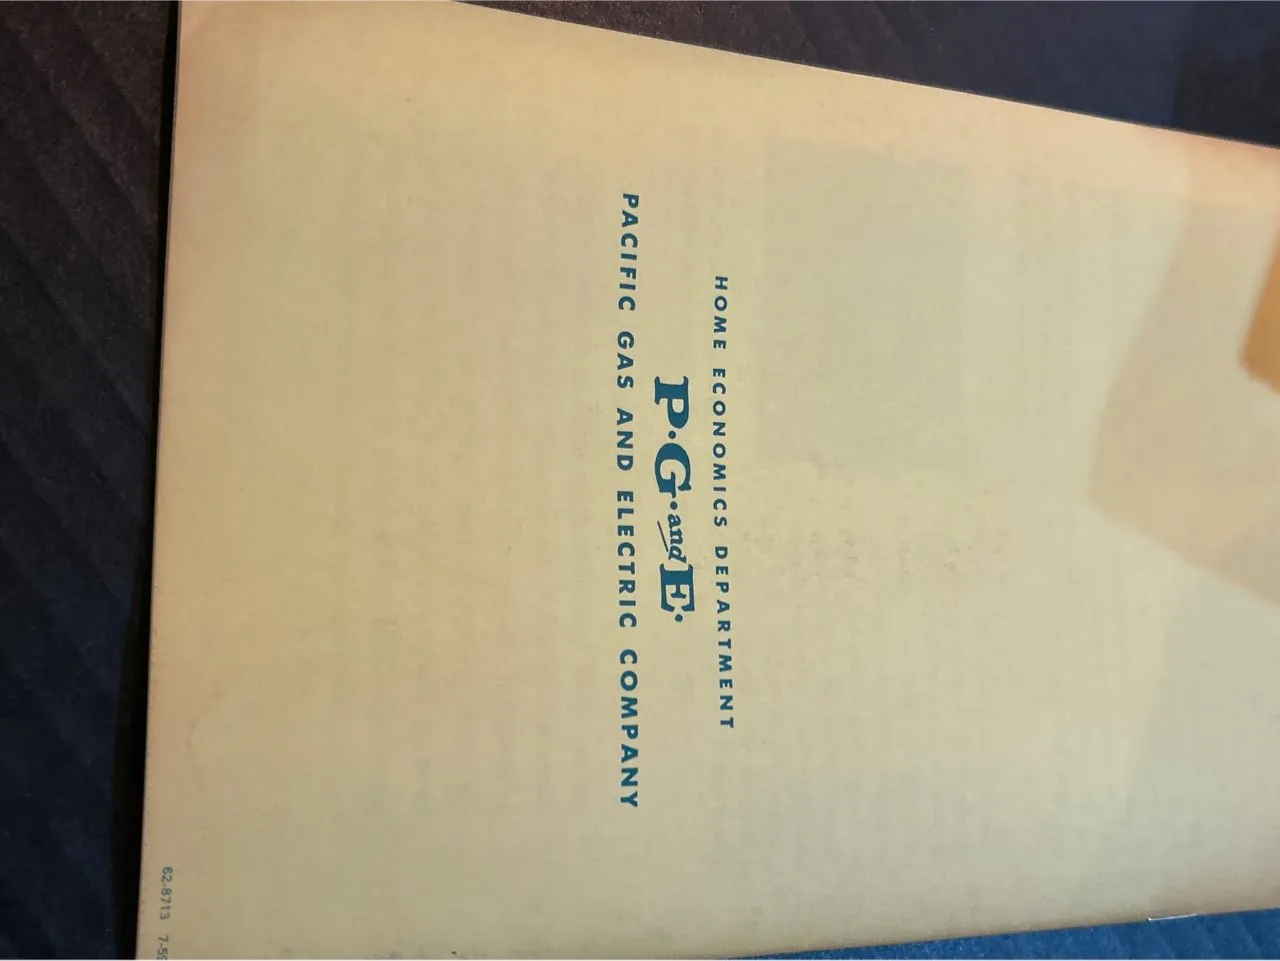 HOME ECONOMICS DEPARTMENT
P·G·and E·
PACIFIC GAS AND ELECTRIC COMPANY
62-8713